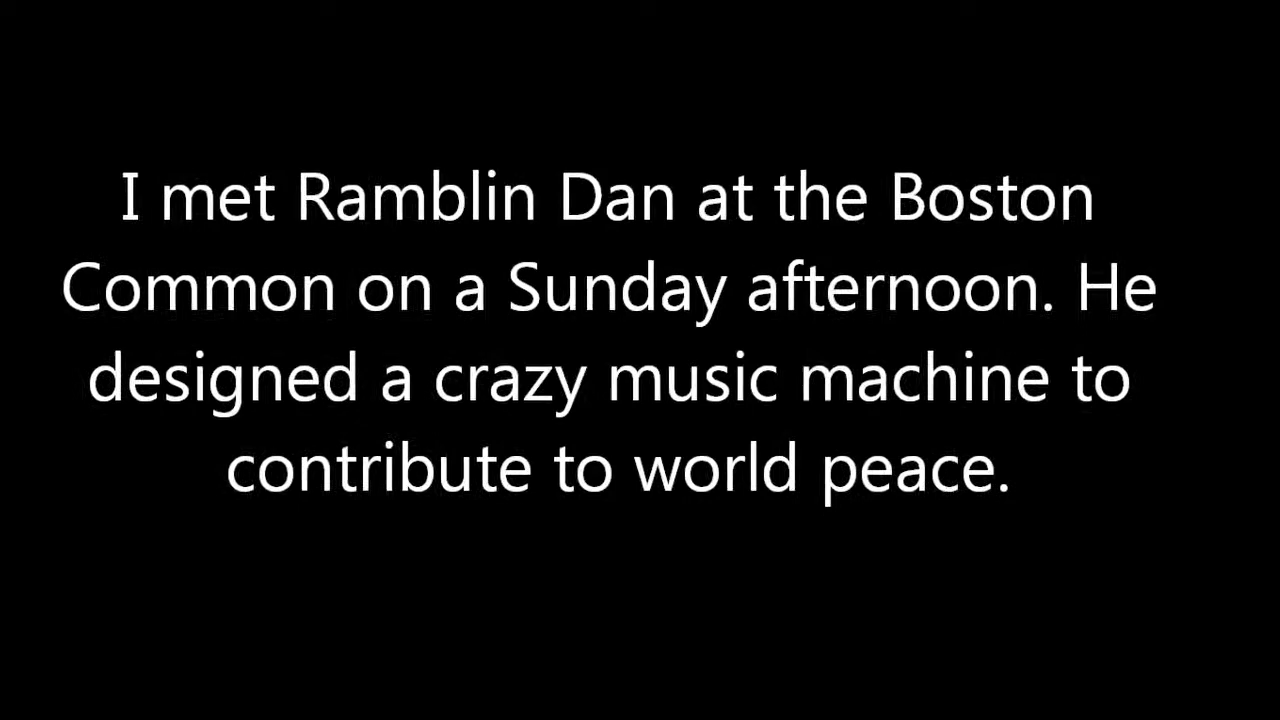 I met Ramblin Dan at the Boston
Common on a Sunday afternoon. He
designed a crazy music machine to
contribute to world peace.